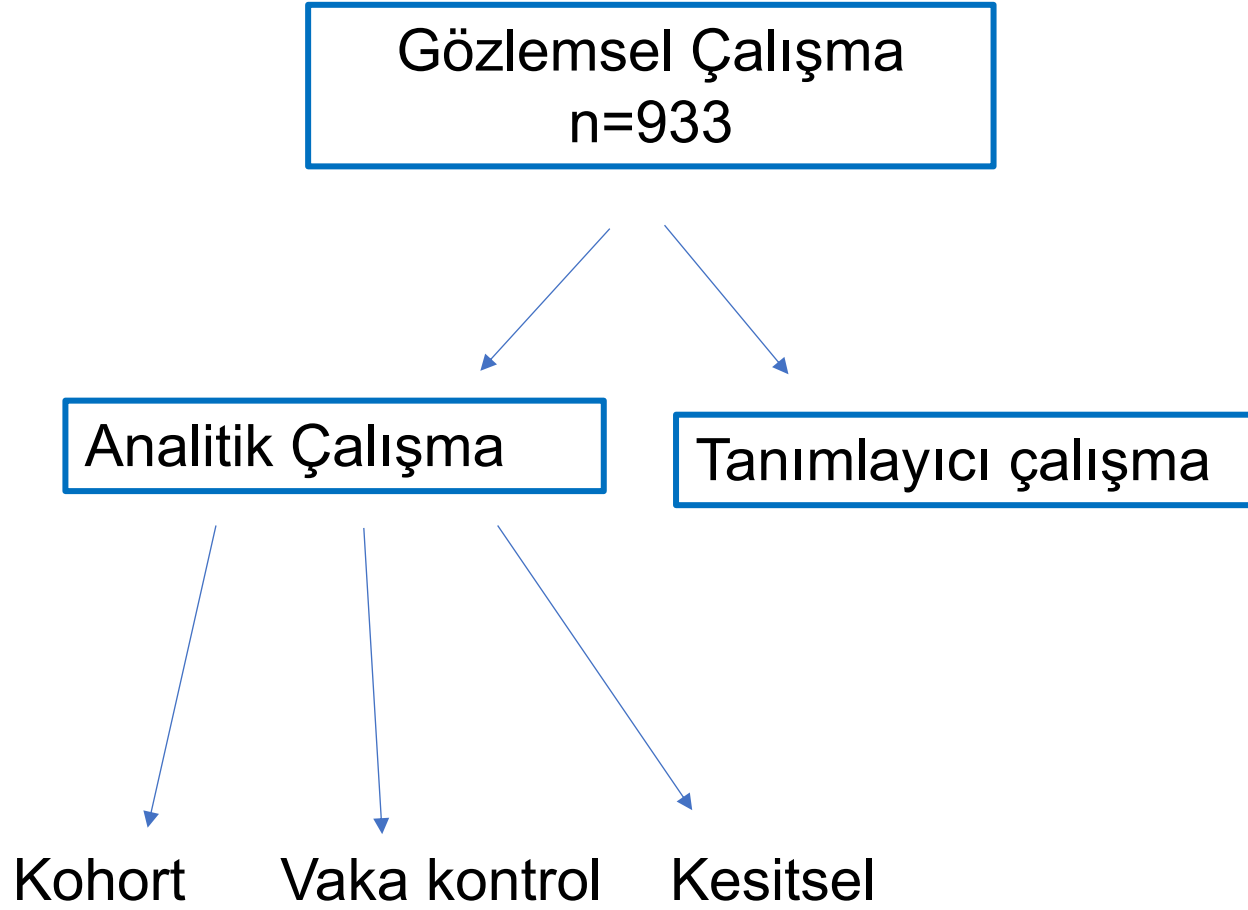 Gözlemsel Çalışma
n=933
Analitik Çalışma
Tanımlayıcı çalışma
Kohort
Vaka kontrol
Kesitsel